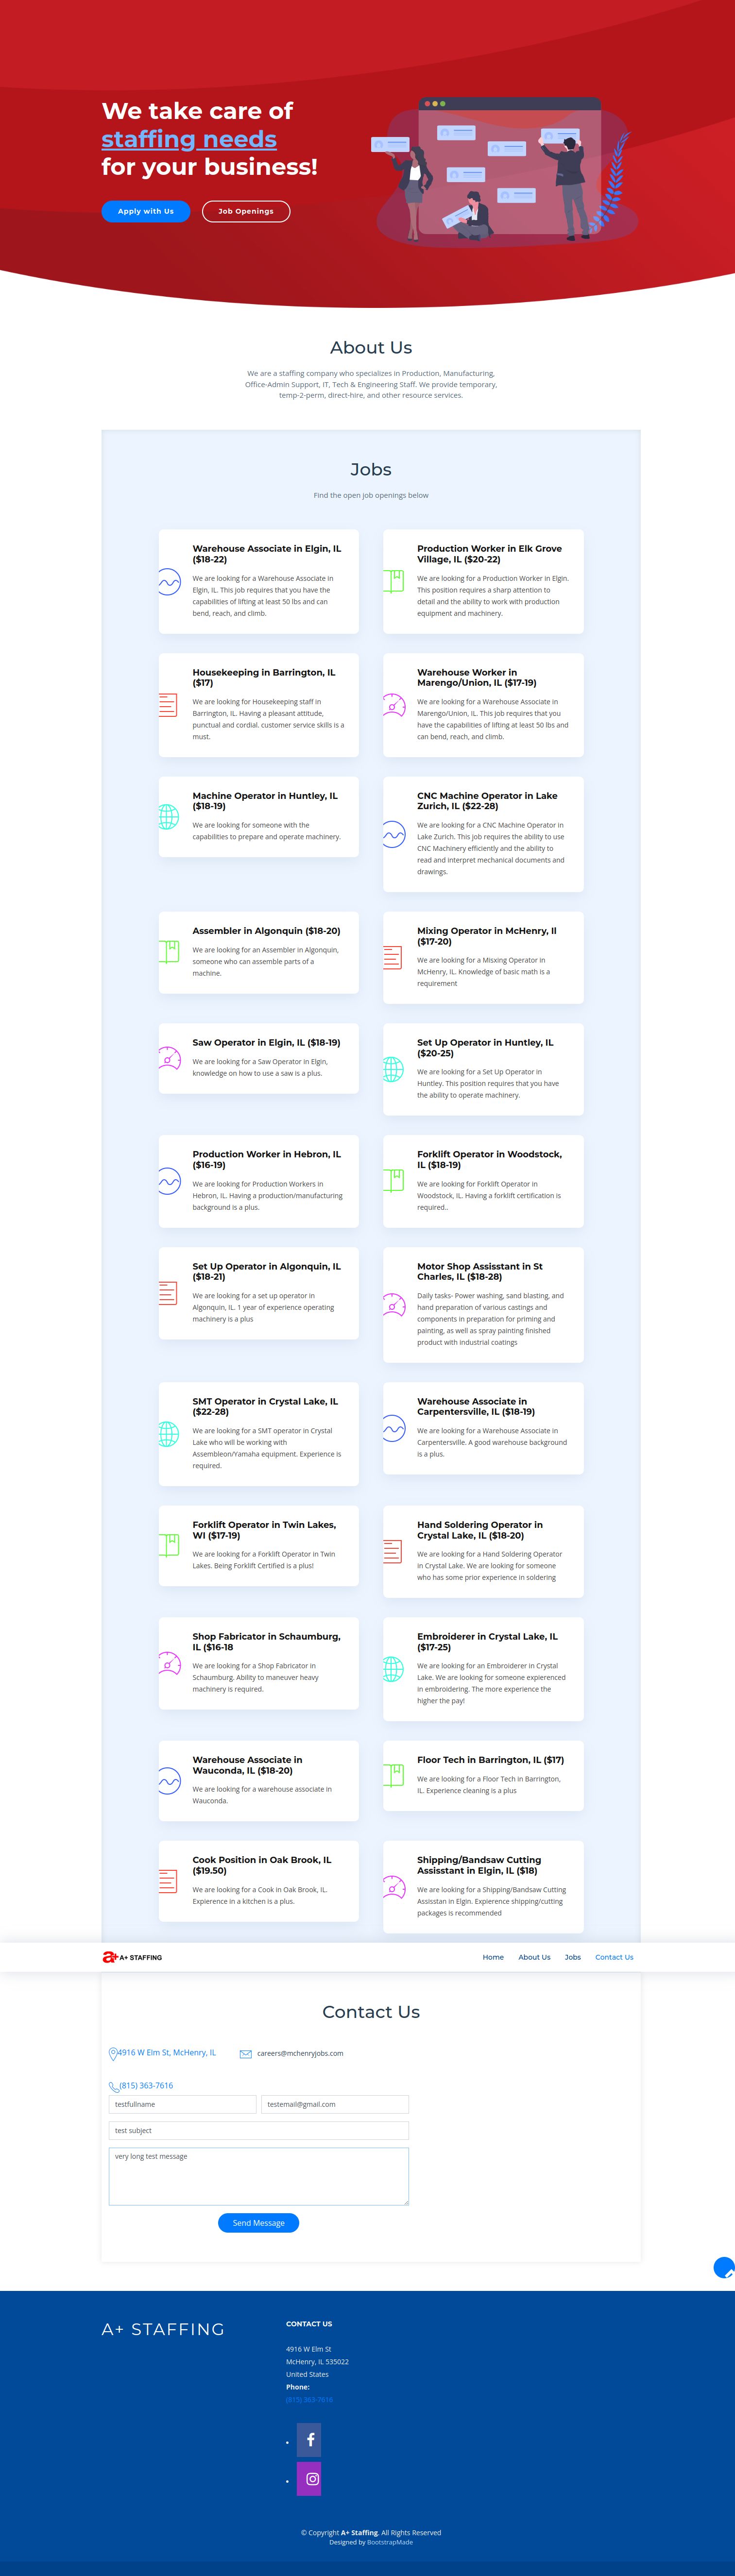 We take care of
staffing needs
for your business!
Apply with Us
Job Openings
About Us
We are a staffing company who specializes in Production, Manufacturing,
Office-Admin Support, IT, Tech & Engineering Staff. We provide temporary,
temp-2-perm, direct-hire, and other resource services.
Jobs
Find the open job openings below
Warehouse Associate in Elgin, IL
($18-22)
We are looking for a Warehouse Associate in
Elgin, IL. This job requires that you have the
capabilities of lifting at least 50 lbs and can
bend, reach, and climb.
Production Worker in Elk Grove
Village, IL ($20-22)
We are looking for a Production Worker in Elgin.
This position requires a sharp attention to
detail and the ability to work with production
equipment and machinery.
Housekeeping in Barrington, IL
($17)
We are looking for Housekeeping staff in
Barrington, IL. Having a pleasant attitude,
punctual and cordial. customer service skills is a
must.
Warehouse Worker in
Marengo/Union, IL ($17-19)
We are looking for a Warehouse Associate in
Marengo/Union, IL. This job requires that you
have the capabilities of lifting at least 50 lbs and
can bend, reach, and climb.
Machine Operator in Huntley, IL
($18-19)
We are looking for someone with the
capabilities to prepare and operate machinery.
CNC Machine Operator in Lake
Zurich, IL ($22-28)
We are looking for a CNC Machine Operator in
Lake Zurich. This job requires the ability to use
CNC Machinery efficiently and the ability to
read and interpret mechanical documents and
drawings.
Assembler in Algonquin ($18-20)
We are looking for an Assembler in Algonquin,
someone who can assemble parts of a
machine.
Mixing Operator in McHenry, Il
($17-20)
We are looking for a Misxing Operator in
McHenry, IL. Knowledge of basic math is a
requirement
Saw Operator in Elgin, IL ($18-19)
We are looking for a Saw Operator in Elgin,
knowledge on how to use a saw is a plus.
Set Up Operator in Huntley, IL
($20-25)
We are looking for a Set Up Operator in
Huntley. This position requires that you have
the ability to operate machinery.
Production Worker in Hebron, IL
($16-19)
We are looking for Production Workers in
Hebron, IL. Having a production/manufacturing
background is a plus.
Forklift Operator in Woodstock,
IL ($18-19)
We are looking for Forklift Operator in
Woodstock, IL. Having a forklift certification is
required..
Set Up Operator in Algonquin, IL
($18-21)
We are looking for a set up operator in
Algonquin, IL. 1 year of experience operating
machinery is a plus
Motor Shop Assisstant in St
Charles, IL ($18-28)
Daily tasks- Power washing, sand blasting, and
hand preparation of various castings and
components in preparation for priming and
painting, as well as spray painting finished
product with industrial coatings
SMT Operator in Crystal Lake, IL
($22-28)
We are looking for a SMT operator in Crystal
Lake who will be working with
Assembleon/Yamaha equipment. Experience is
required.
Warehouse Associate in
Carpentersville, IL ($18-19)
We are looking for a Warehouse Associate in
Carpentersville. A good warehouse background
is a plus.
Forklift Operator in Twin Lakes,
WI ($17-19)
We are looking for a Forklift Operator in Twin
Lakes. Being Forklift Certified is a plus!
Hand Soldering Operator in
Crystal Lake, IL ($18-20)
We are looking for a Hand Soldering Operator
in Crystal Lake. We are looking for someone
who has some prior experience in soldering
Shop Fabricator in Schaumburg,
IL ($16-18
We are looking for a Shop Fabricator in
Schaumburg. Ability to maneuver heavy
machinery is required.
Embroiderer in Crystal Lake, IL
($17-25)
We are looking for an Embroiderer in Crystal
Lake. We are looking for someone expierenced
in embroidering. The more experience the
higher the pay!
Warehouse Associate in
Wauconda, IL ($18-20)
We are looking for a warehouse associate in
Wauconda.
Floor Tech in Barrington, IL ($17)
We are looking for a Floor Tech in Barrington,
IL. Experience cleaning is a plus
Cook Position in Oak Brook, IL
($19.50)
We are looking for a Cook in Oak Brook, IL.
Expierence in a kitchen is a plus.
Shipping/Bandsaw Cutting
Assisstant in Elgin, IL ($18)
We are looking for a Shipping/Bandsaw Cutting
Assisstan in Elgin. Expierence shipping/cutting
packages is recommended
a+ A+ STAFFING
Home About Us Jobs Contact Us
Contact Us
4916 W Elm St, McHenry, IL
careers@mchenryjobs.com
(815) 363-7616
testfullname
testemail@gmail.com
test subject
very long test message
Send Message
A+ STAFFING
CONTACT US
4916 W Elm St
McHenry, IL 535022
United States
Phone:
(815) 363-7616
© Copyright A+ Staffing. All Rights Reserved
Designed by BootstrapMade